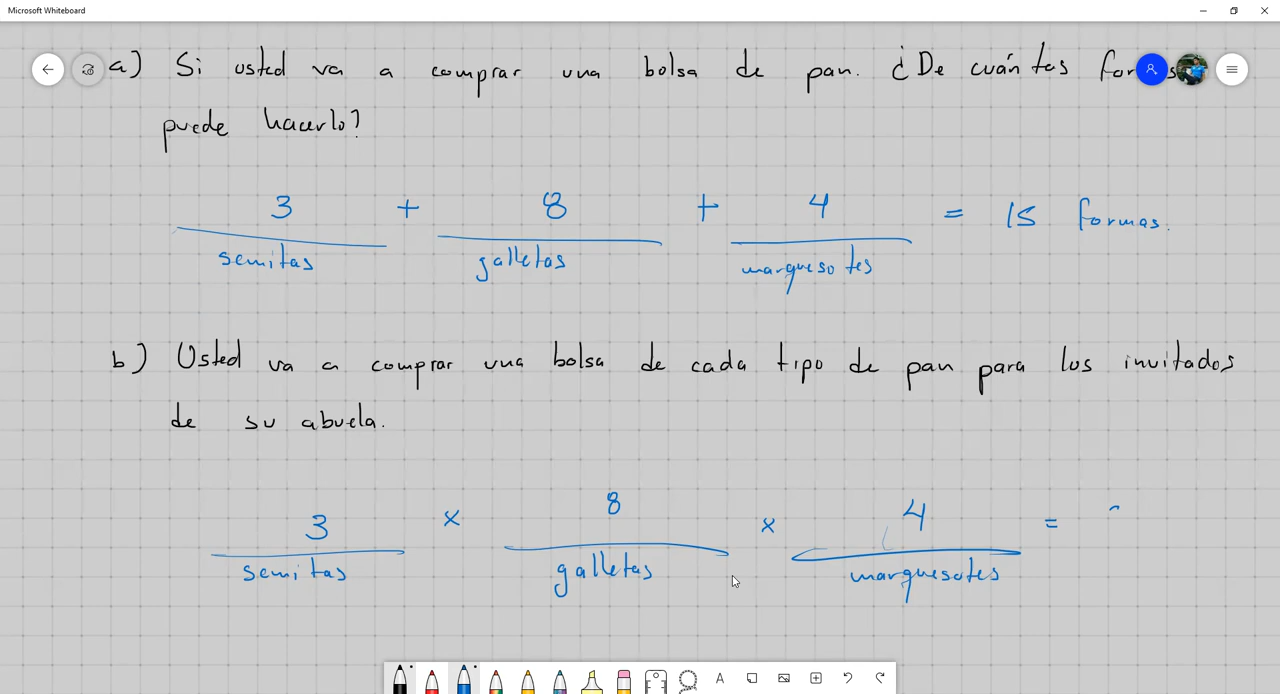 Microsoft Whiteboard
a) Si usted va a comprar una bolsa de pan. ¿De cuántas formas
puede hacerlo?
3 + 8 + 4 = 15 formas.
semitas galletas marquesotes
b) Usted va a comprar una bolsa de cada tipo de pan para los invitados
de su abuela.
3 x 8 x 4 =
semitas galletas marquesotes
A